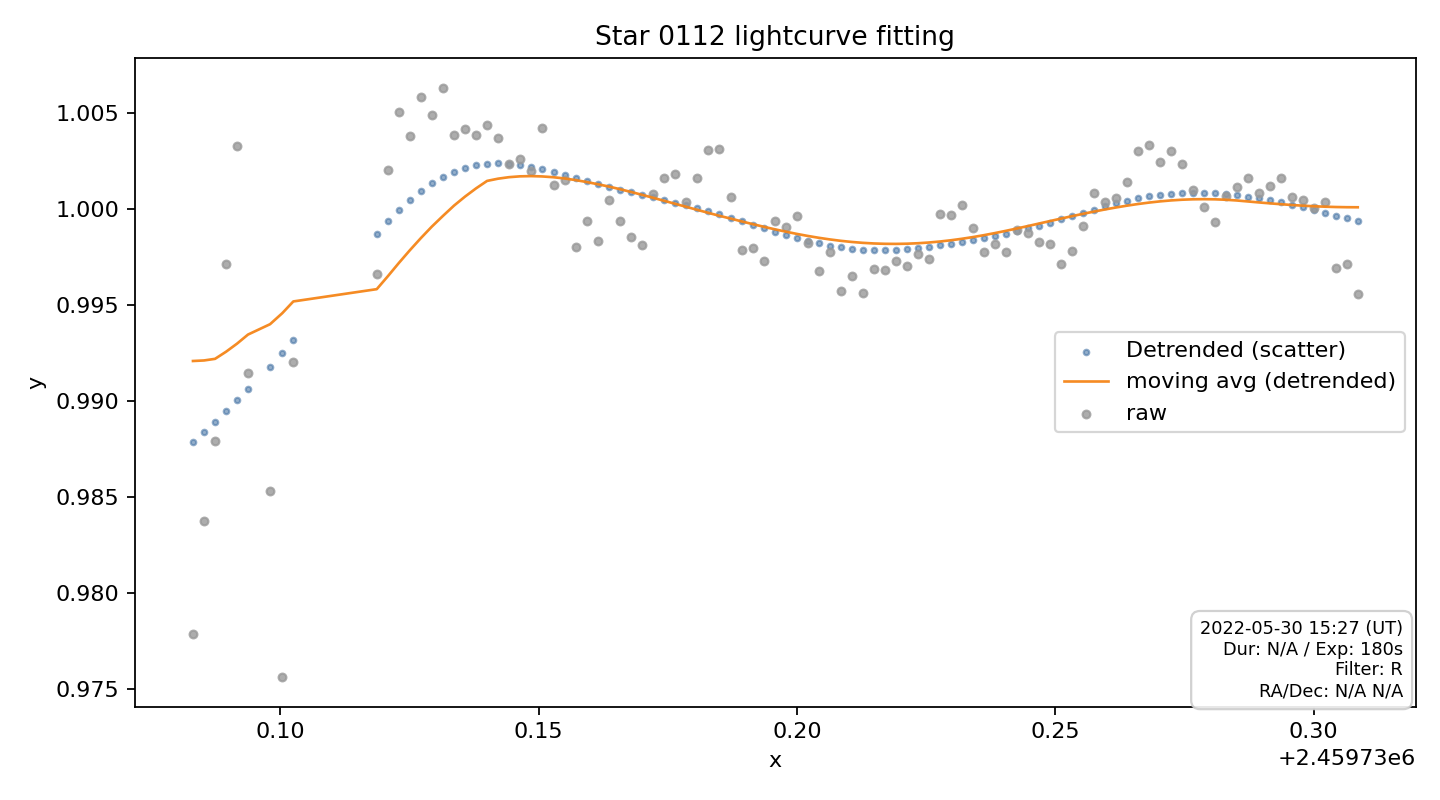 Star 0112 lightcurve fitting
1.005
1.000
0.995
0.990
0.985
0.980
0.975
y
Detrended (scatter)
moving avg (detrended)
raw
2022-05-30 15:27 (UT)
Dur: N/A / Exp: 180s
Filter: R
RA/Dec: N/A N/A
0.10 0.15 0.20 0.25 0.30
x
+2.45973e6